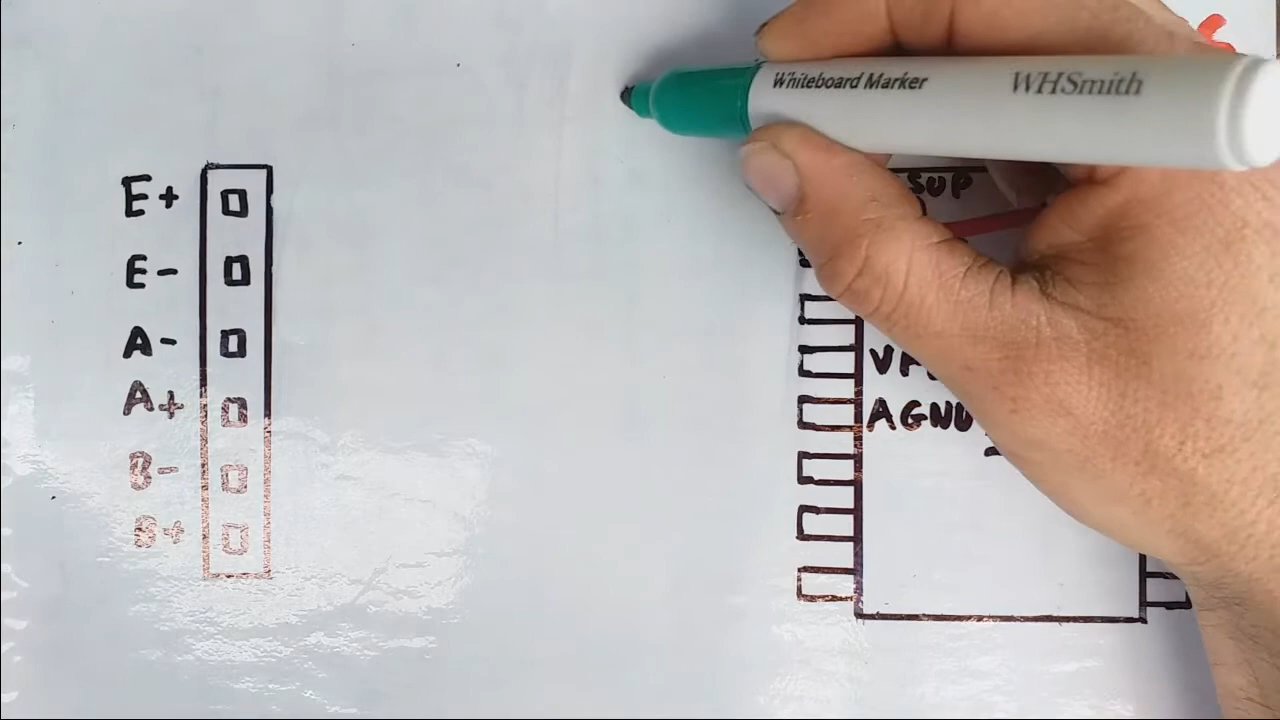 Whiteboard Marker WHSmith
SUP
E+
E-
A-
A+
B-
B+
AGND